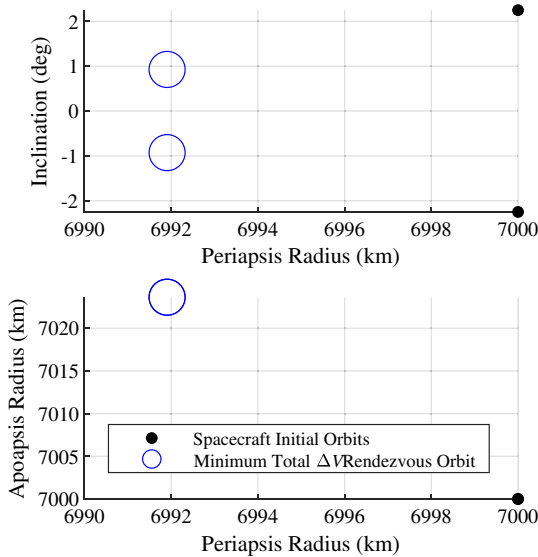 2
1
0
-1
-2
Inclination (deg)
6990 6992 6994 6996 6998 7000
Periapsis Radius (km)
7020
7015
7010
7005
7000
Apoapsis Radius (km)
Spacecraft Initial Orbits
Minimum Total ΔV Rendezvous Orbit
6990 6992 6994 6996 6998 7000
Periapsis Radius (km)